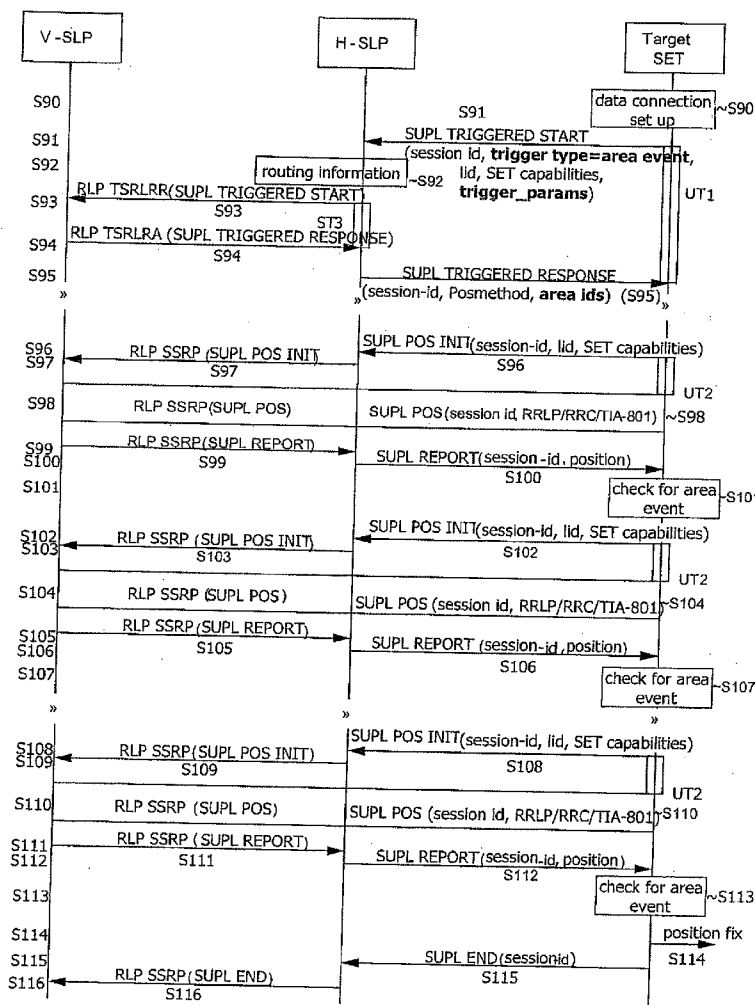 V-SLP
H-SLP
Target
SET
S90
data connection
set up
~S90
S91
S91
SUPL TRIGGERED START
(session id, trigger type=area event,
lid, SET capabilities,
trigger_params)
UT1
S92
routing information
~S92
S93
RLP TSRLRR(SUPL TRIGGERED START)
S93
ST3
S94
RLP TSRLRA (SUPL TRIGGERED RESPONSE)
S94
S95
SUPL TRIGGERED RESPONSE
(session-id, Posmethod, area ids) (S95)
»
»
»
S96
SUPL POS INIT(session-id, lid, SET capabilities)
S96
S97
RLP SSRP (SUPL POS INIT)
S97
UT2
S98
RLP SSRP(SUPL POS)
SUPL POS(session id, RRLP/RRC/TIA-801)
~S98
S99
RLP SSRP(SUPL REPORT)
S99
S100
SUPL REPORT(session-id, position)
S100
S101
check for area
event
~S101
S102
SUPL POS INIT(session-id, lid, SET capabilities)
S102
S103
RLP SSRP (SUPL POS INIT)
S103
UT2
S104
RLP SSRP (SUPL POS)
SUPL POS (session id, RRLP/RRC/TIA-801)
~S104
S105
RLP SSRP (SUPL REPORT)
S105
S106
SUPL REPORT (session-id, position)
S106
S107
check for area
event
~S107
»
»
»
S108
SUPL POS INIT(session-id, lid, SET capabilities)
S108
S109
RLP SSRP (SUPL POS INIT)
S109
UT2
S110
RLP SSRP (SUPL POS)
SUPL POS (session id, RRLP/RRC/TIA-801)
~S110
S111
RLP SSRP (SUPL REPORT)
S111
S112
SUPL REPORT(session-id, position)
S112
S113
check for area
event
~S113
S114
position fix
S114
S115
SUPL END(sessionid)
S115
S116
RLP SSRP(SUPL END)
S116